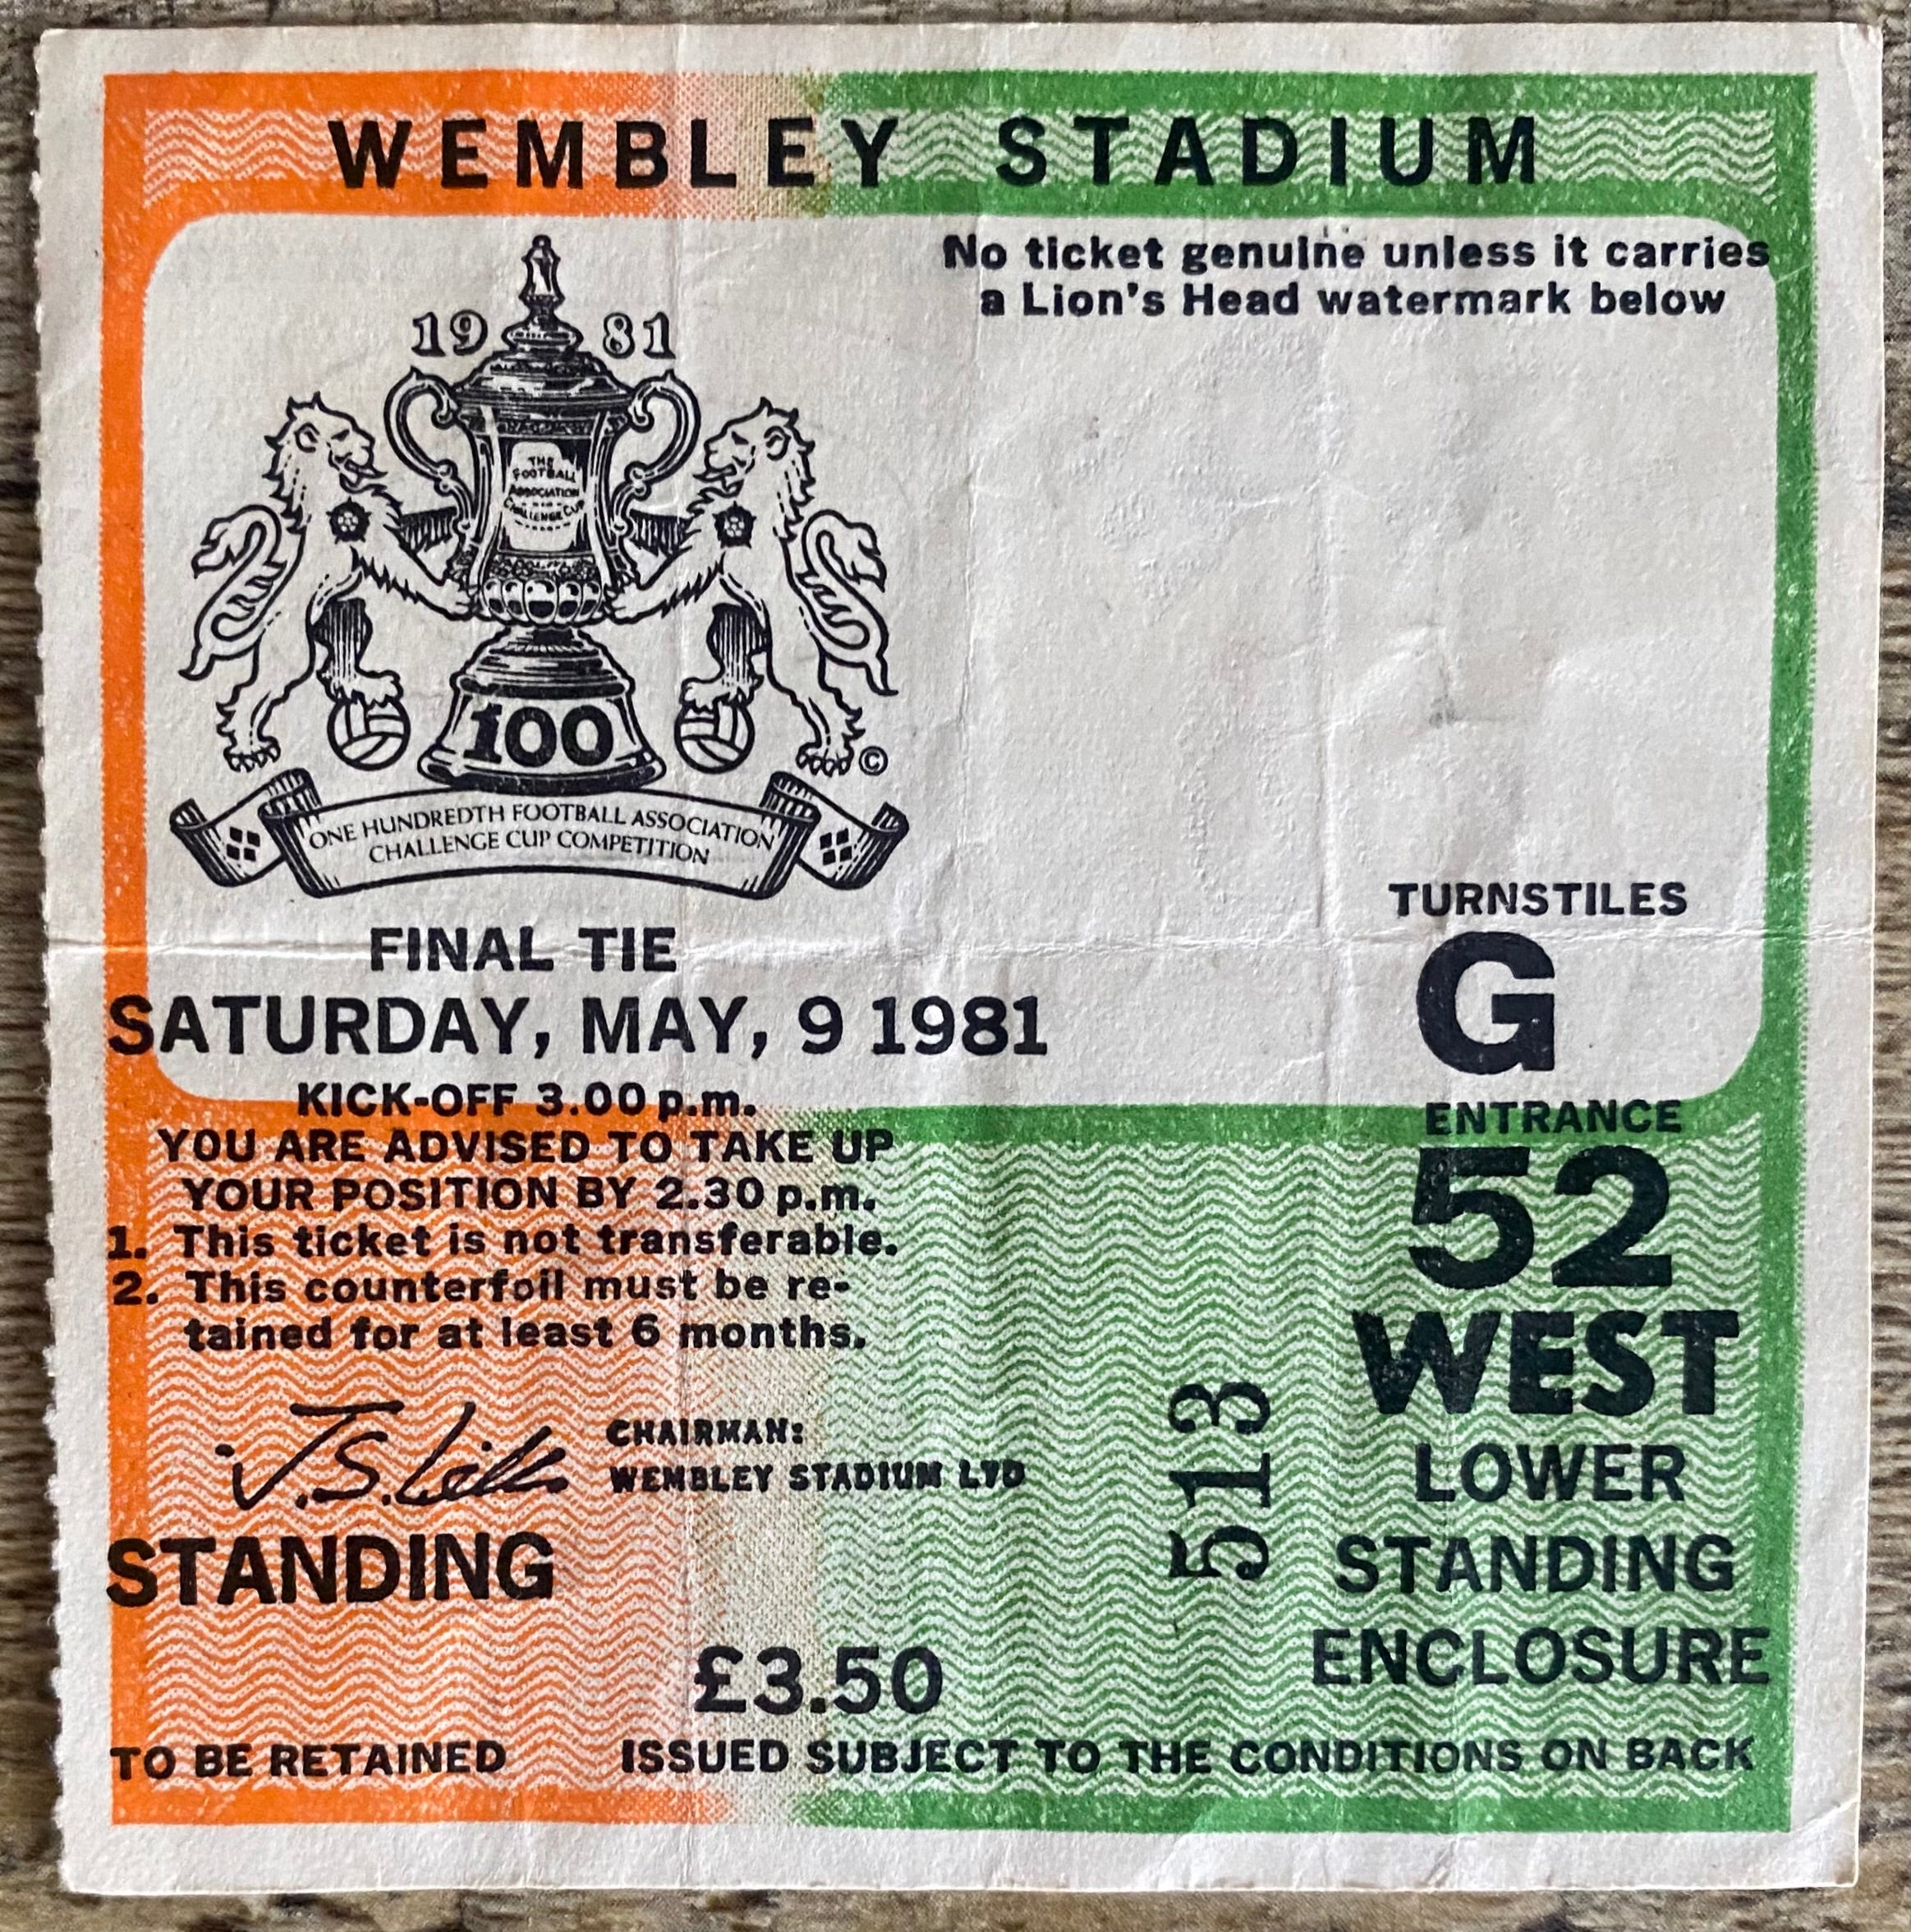 WEMBLEY STADIUM
No ticket genuine unless it carries
a Lion's Head watermark below
1981
THE
FOOTBALL
ASSOCIATION
CHALLENGE CUP
100
©
ONE HUNDREDTH FOOTBALL ASSOCIATION
CHALLENGE CUP COMPETITION
FINAL TIE
SATURDAY, MAY, 9 1981
KICK-OFF 3.00 p.m.
YOU ARE ADVISED TO TAKE UP
YOUR POSITION BY 2.30 p.m.
1. This ticket is not transferable.
2. This counterfoil must be re-
tained for at least 6 months.
CHAIRMAN:
WEMBLEY STADIUM LTD
STANDING
£3.50
TURNSTILES
G
ENTRANCE
52
WEST
LOWER
STANDING
ENCLOSURE
513
TO BE RETAINED
ISSUED SUBJECT TO THE CONDITIONS ON BACK